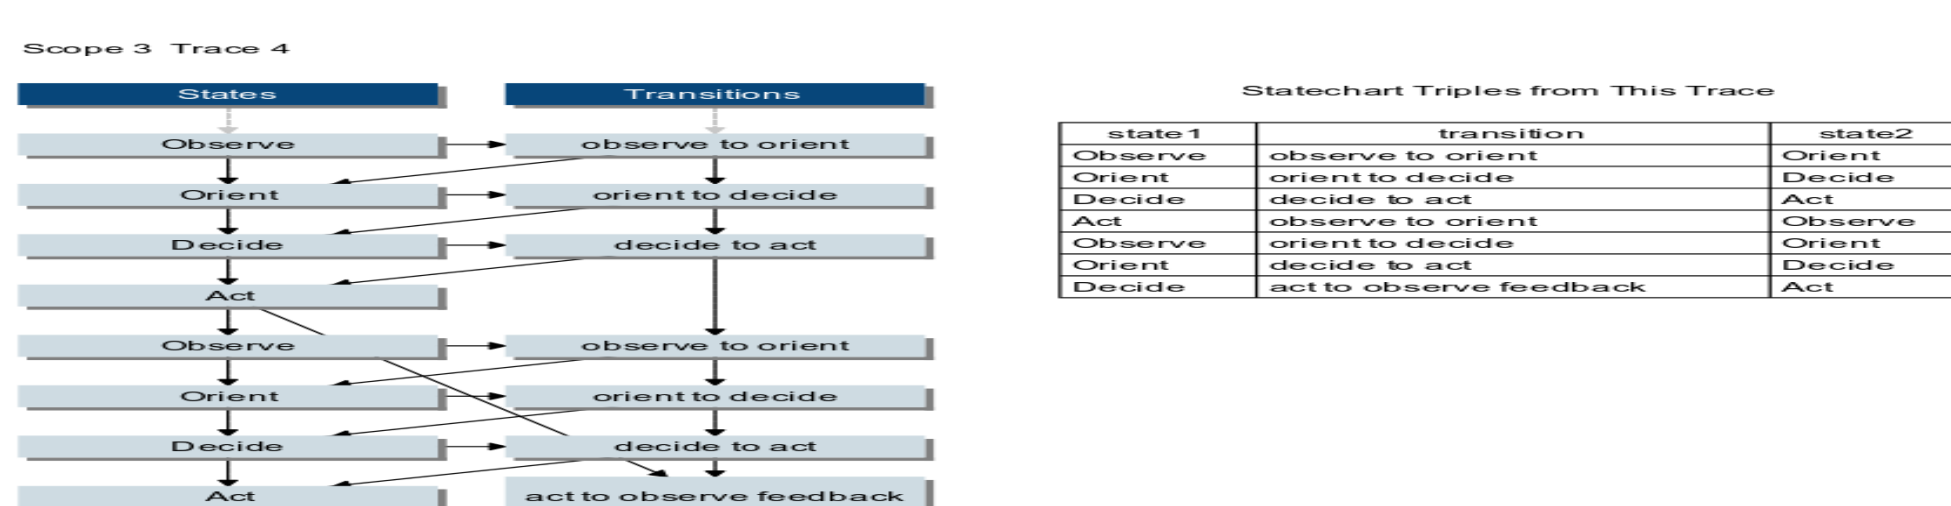 Scope 3 Trace 4
States Transitions
Observe observe to orient
Orient orient to decide
Decide decide to act
Act
Observe observe to orient
Orient orient to decide
Decide decide to act
Act act to observe feedback
Statechart Triples from This Trace
state1 transition state2
Observe observe to orient Orient
Orient orient to decide Decide
Decide decide to act Act
Act observe to orient Observe
Observe orient to decide Orient
Orient decide to act Decide
Decide act to observe feedback Act